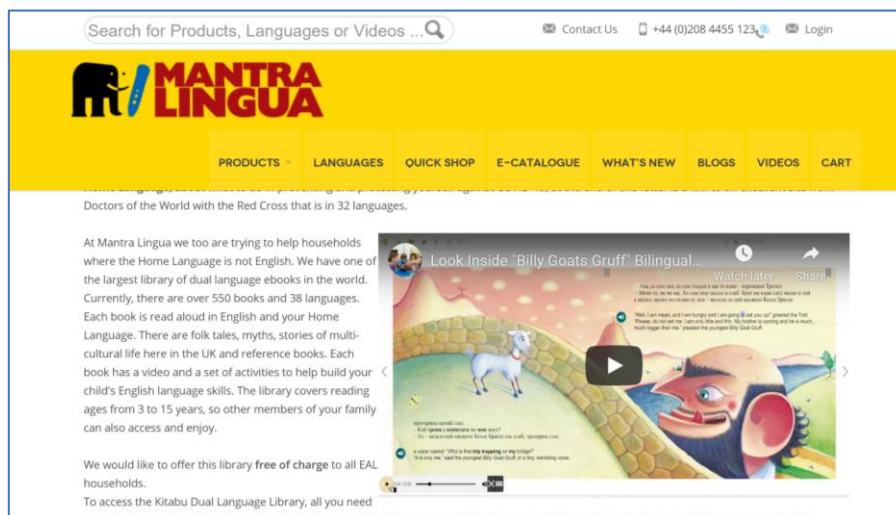 Search for Products, Languages or Videos ...
Contact Us
+44 (0)208 4455 123
Login
MANTRA
LINGUA
PRODUCTS
LANGUAGES
QUICK SHOP
E-CATALOGUE
WHAT'S NEW
BLOGS
VIDEOS
CART
Doctors of the World with the Red Cross that is in 32 languages.
At Mantra Lingua we too are trying to help households
where the Home Language is not English. We have one of
the largest library of dual language ebooks in the world.
Currently, there are over 550 books and 38 languages.
Each book is read aloud in English and your Home
Language. There are folk tales, myths, stories of multi-
cultural life here in the UK and reference books. Each
book has a video and a set of activities to help build your
child's English language skills. The library covers reading
ages from 3 to 15 years, so other members of your family
can also access and enjoy.
We would like to offer this library free of charge to all EAL
households.
To access the Kitabu Dual Language Library, all you need
Look Inside "Billy Goats Gruff" Bilingual...
Watch later
Share
"Well, I am mean, and I am hungry and I am going to eat you up!" growled the Troll.
"Please, do not eat me. I am only little and thin. My brother is coming and he is much,
much bigger than me," pleaded the youngest Billy Goat Gruff.
a voice roared: "Who is that trip trapping on my bridge?"
"It is only me," said the youngest Billy Goat Gruff, in a tiny trembling voice.